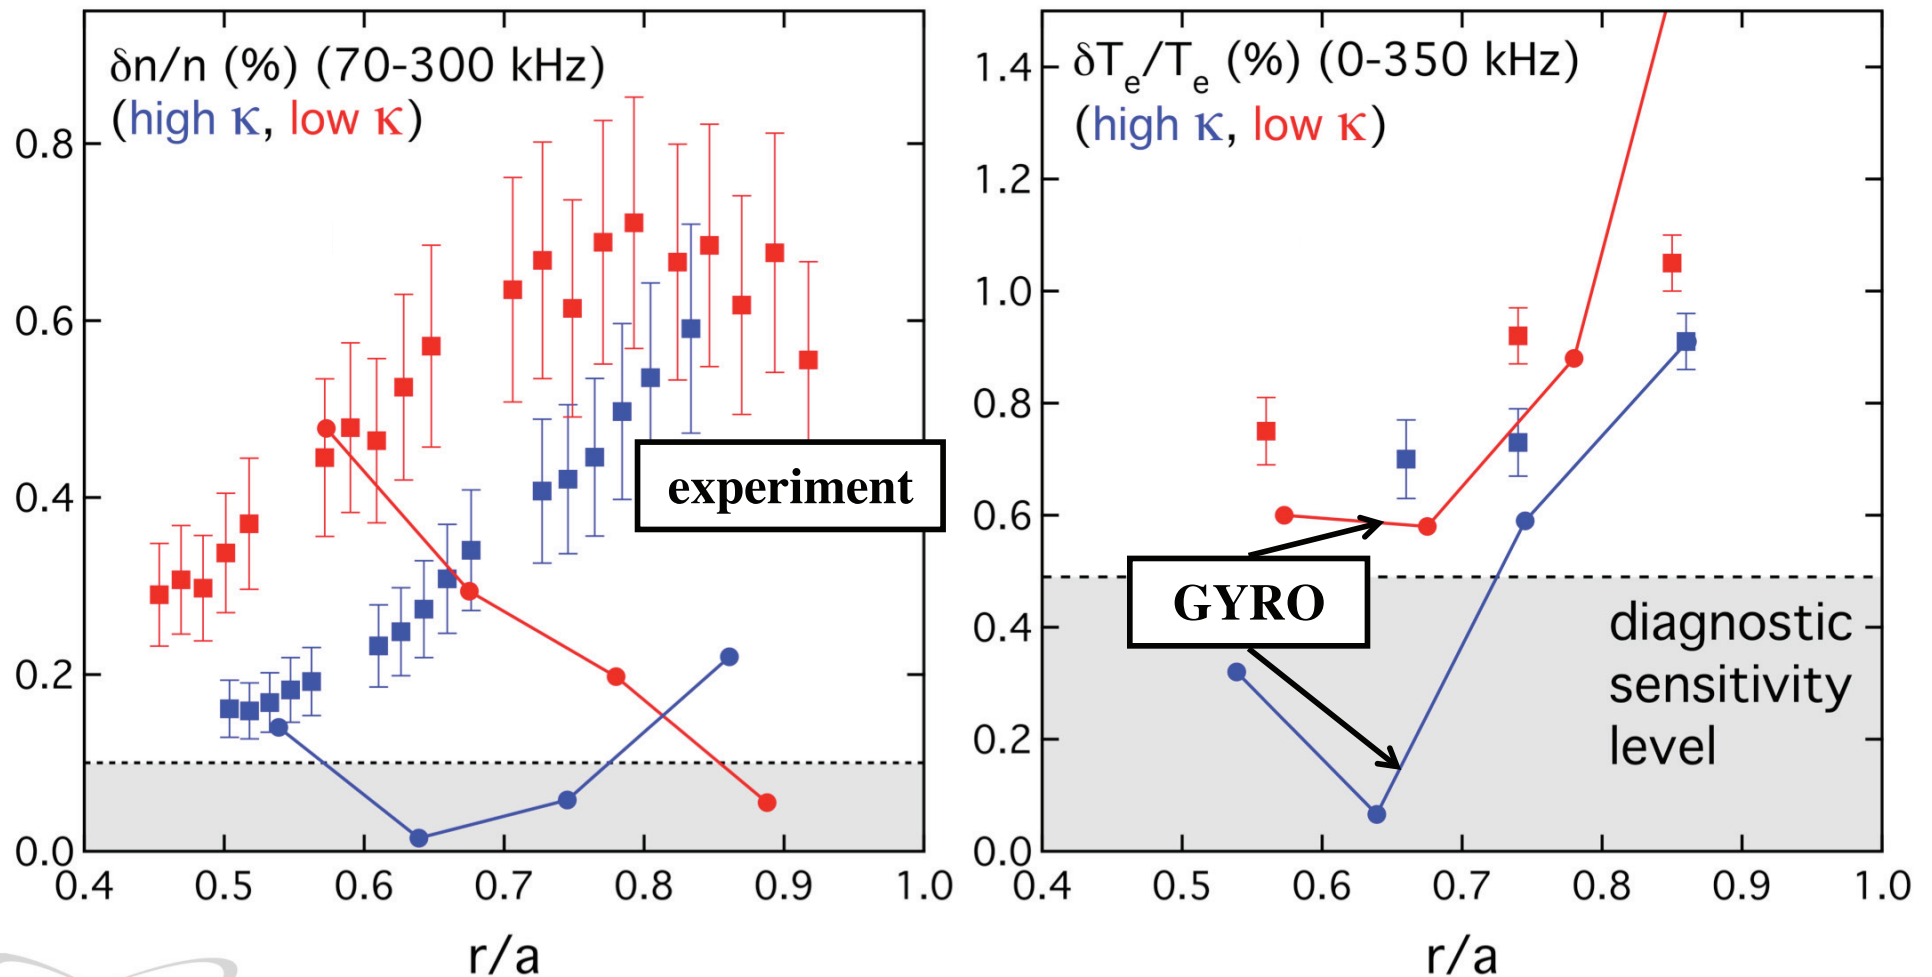 δn/n (%) (70-300 kHz)
(high κ, low κ)
0.8
0.6
0.4
0.2
0.0
0.4 0.5 0.6 0.7 0.8 0.9 1.0
r/a
experiment
δTe/Te (%) (0-350 kHz)
(high κ, low κ)
1.4
1.2
1.0
0.8
0.6
0.4
0.2
0.0
0.4 0.5 0.6 0.7 0.8 0.9 1.0
r/a
GYRO
diagnostic
sensitivity
level